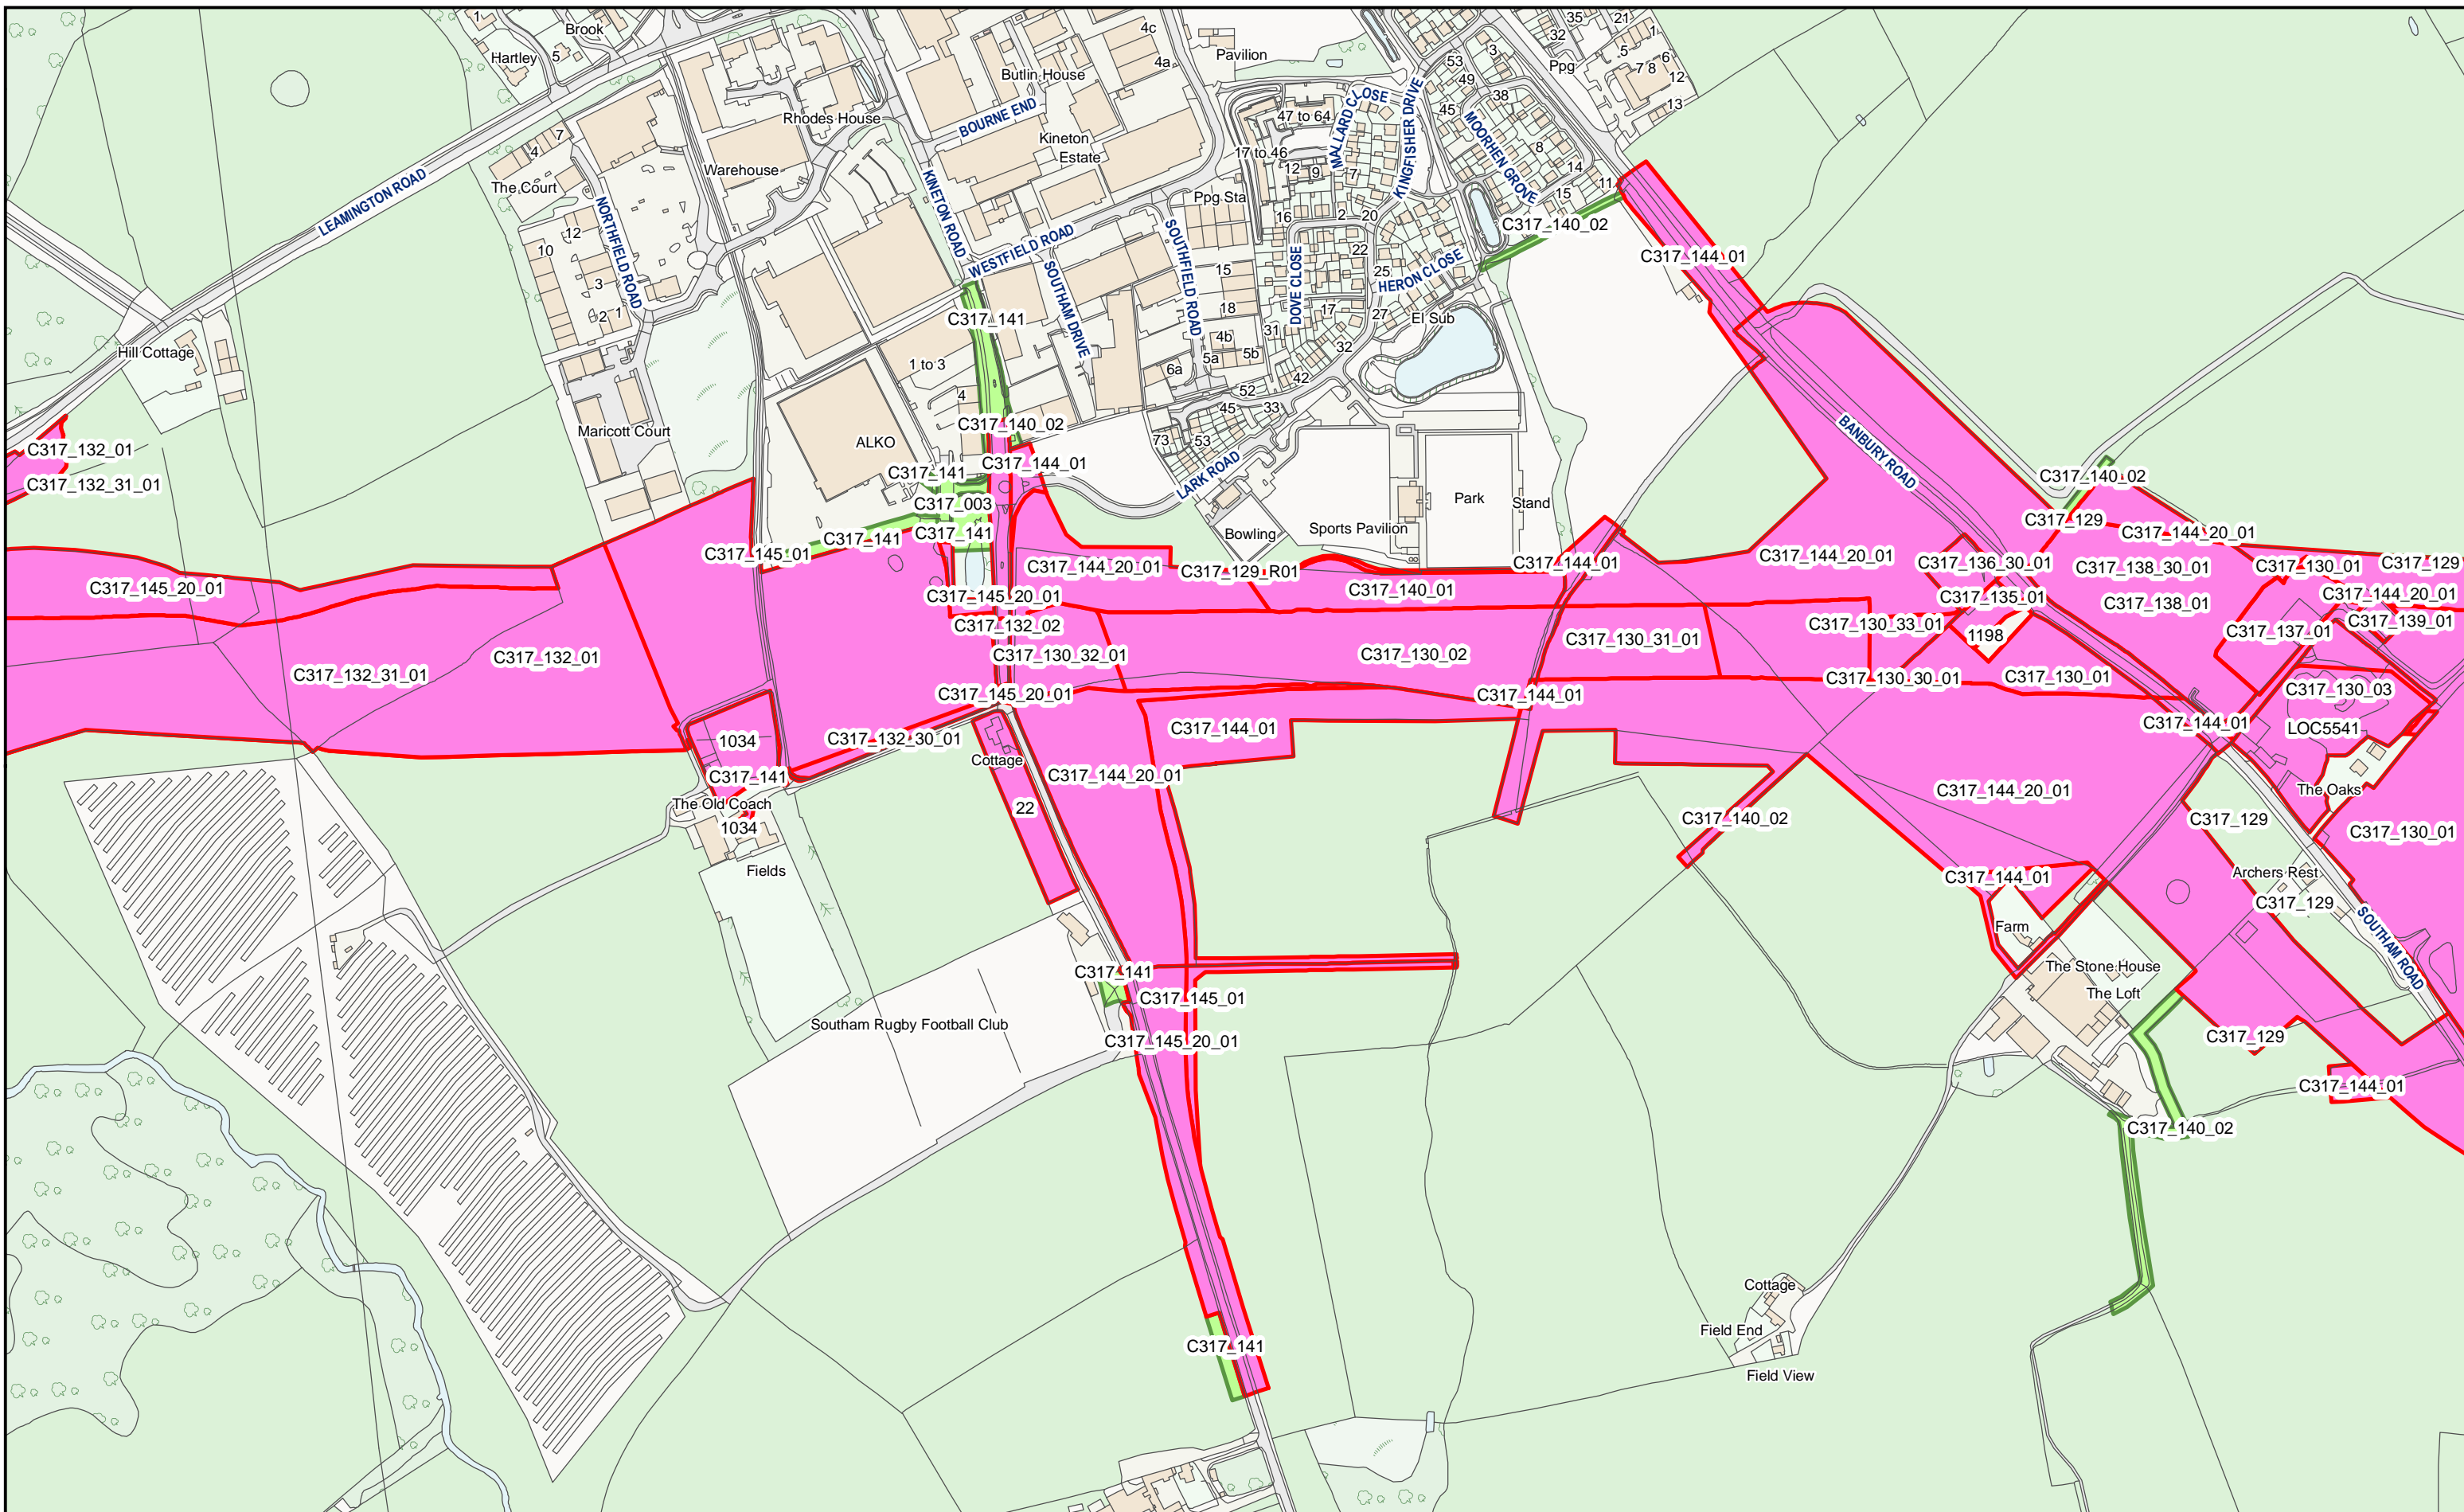 1
Brook
Hartley
5
4c
Butlin House
4a
Pavilion
35
21
32
1
5
6
7 8
12
13
Ppg
3
53
49
38
45
Rhodes House
BOURNE END
Kineton
Estate
47 to 64
MALLARD CLOSE
KINGFISHER DRIVE
MOORHEN GROVE
8
14
7
4
The Court
Warehouse
17 to 46
12
9
7
15
11
LEAMINGTON ROAD
NORTHFIELD ROAD
KINETON ROAD
Ppg Sta
16
2
20
C317_140_02
10
12
WESTFIELD ROAD
SOUTHFIELD ROAD
SOUTHAM DRIVE
DOVE CLOSE
22
25
HERON CLOSE
C317_144_01
3
2
1
15
18
17
27
El Sub
C317_141
31
Hill Cottage
1 to 3
4b
5b
5a
6a
32
42
4
52
45
33
C317_132_01
Maricott Court
ALKO
C317_140_02
73
53
BANBURY ROAD
C317_132_31_01
C317_141
C317_144_01
LARK ROAD
C317_003
Park
Stand
C317_140_02
C317_145_01
C317_141
C317_141
Bowling
Sports Pavilion
C317_129
C317_144_20_01
C317_145_20_01
C317_144_20_01
C317_129_R01
C317_140_01
C317_144_01
C317_144_20_01
C317_136_30_01
C317_138_30_01
C317_130_01
C317_129
C317_145_20_01
C317_135_01
C317_138_01
C317_144_20_01
C317_132_02
C317_130_33_01
C317_137_01
C317_139_01
C317_132_31_01
C317_132_01
C317_130_32_01
C317_130_02
C317_130_31_01
1198
C317_145_20_01
C317_144_01
C317_130_30_01
C317_130_01
C317_130_03
1034
C317_132_30_01
C317_144_01
C317_144_01
LOC5541
C317_141
Cottage
C317_144_20_01
C317_144_20_01
The Oaks
The Old Coach
22
C317_140_02
C317_129
C317_130_01
1034
Fields
C317_144_01
Archers Rest
C317_129
Farm
SOUTHAM ROAD
C317_141
The Stone House
C317_145_01
The Loft
Southam Rugby Football Club
C317_145_20_01
C317_129
C317_144_01
C317_140_02
Cottage
Field End
C317_141
Field View